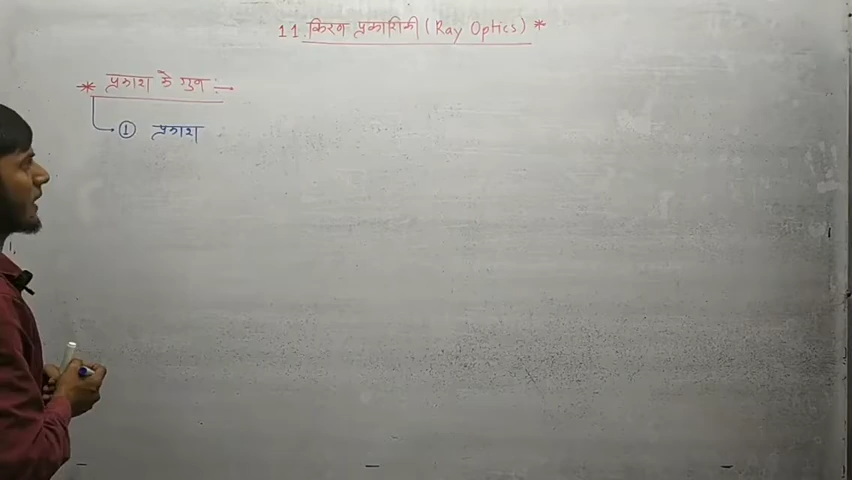 11. किरण प्रकाशिकी ( Ray Optics ) *
* प्रकाश के गुण :→
① प्रकाश